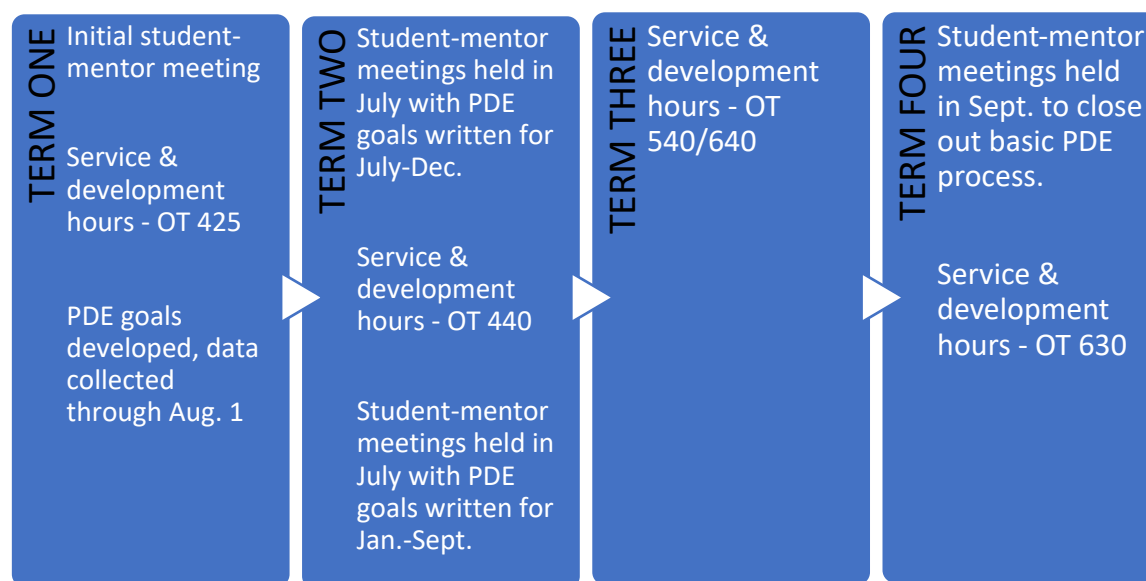 TERM ONE
Initial student-
mentor meeting
Service &
development
hours - OT 425
PDE goals
developed, data
collected
through Aug. 1
TERM TWO
Student-mentor
meetings held in
July with PDE
goals written for
July-Dec.
Service &
development
hours - OT 440
Student-mentor
meetings held in
July with PDE
goals written for
Jan.-Sept.
TERM THREE
Service &
development
hours - OT
540/640
TERM FOUR
Student-mentor
meetings held
in Sept. to close
out basic PDE
process.
Service &
development
hours - OT 630